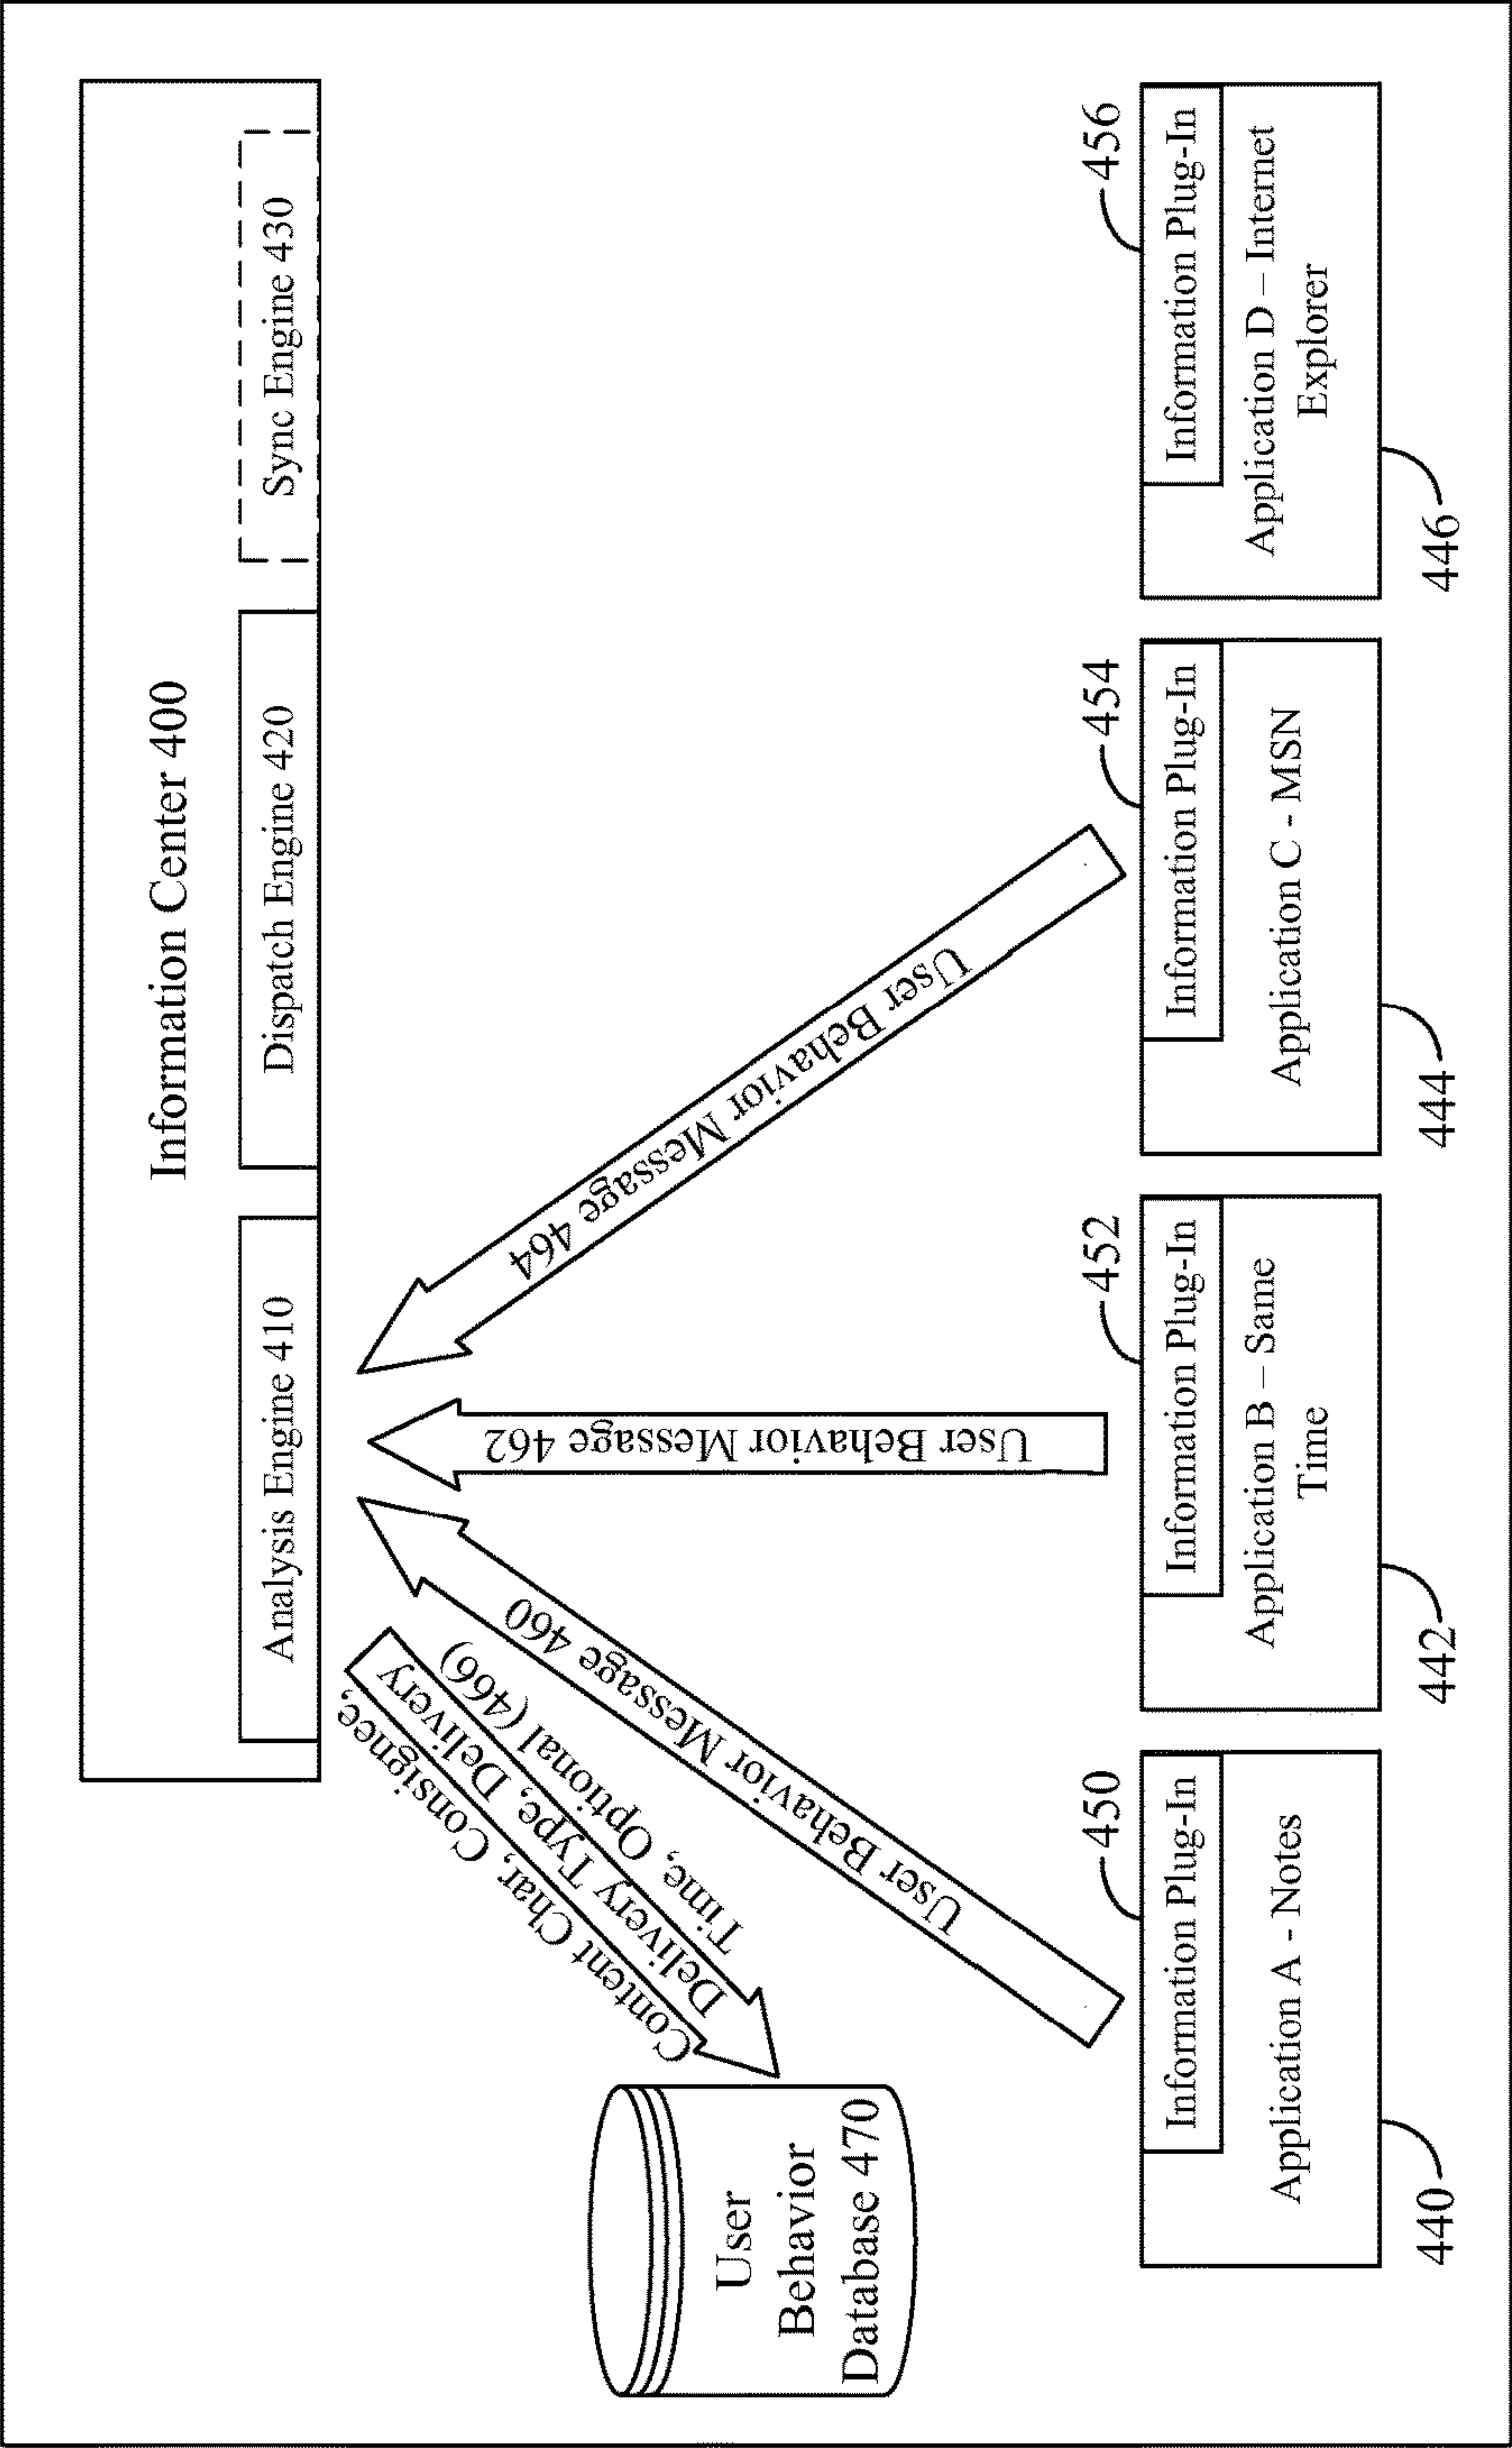 Information Center 400
Analysis Engine 410
Dispatch Engine 420
Sync Engine 430
Content Char, Consignee,
Delivery Type, Delivery
Time, Optional (466)
User Behavior Message 460
User Behavior Message 462
User Behavior Message 464
User
Behavior
Database 470
450
Information Plug-In
Application A - Notes
440
452
Information Plug-In
Application B – Same
Time
442
454
Information Plug-In
Application C - MSN
444
456
Information Plug-In
Application D – Internet
Explorer
446